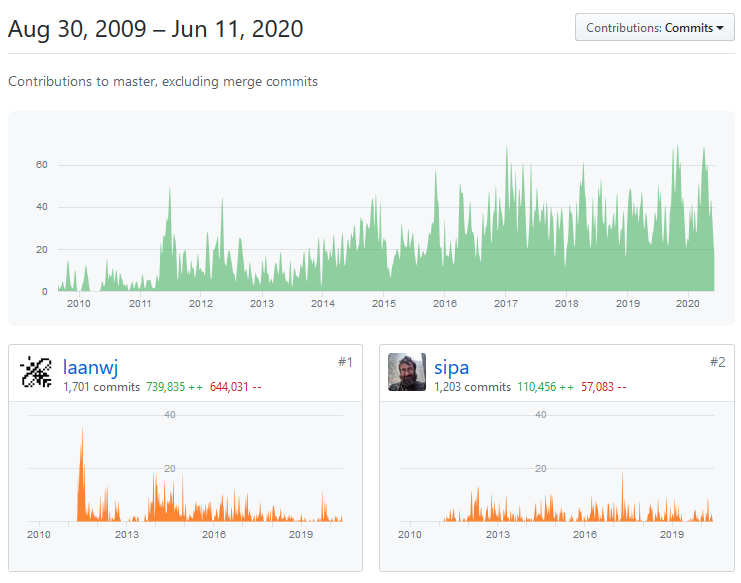 Aug 30, 2009 – Jun 11, 2020
Contributions: Commits
Contributions to master, excluding merge commits
60
40
20
0
2010 2011 2012 2013 2014 2015 2016 2017 2018 2019 2020
laanwj #1
1,701 commits 739,835 ++ 644,031 --
40
20
2010 2013 2016 2019
sipa #2
1,203 commits 110,456 ++ 57,083 --
40
20
2010 2013 2016 2019